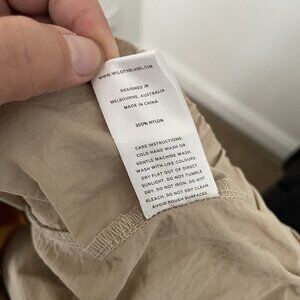 WWW.WILDTHELABEL.COM
DESIGNED IN
MELBOURNE, AUSTRALIA
MADE IN CHINA
100% NYLON
CARE INSTRUCTIONS:
COLD HAND WASH OR
GENTLE MACHINE WASH.
WASH WITH LIKE COLOURS.
DRY FLAT OUT OF DIRECT
SUNLIGHT. DO NOT TUMBLE
DRY. DO NOT IRON. DO NOT
BLEACH. DO NOT DRY CLEAN.
AVOID ROUGH SURFACES.